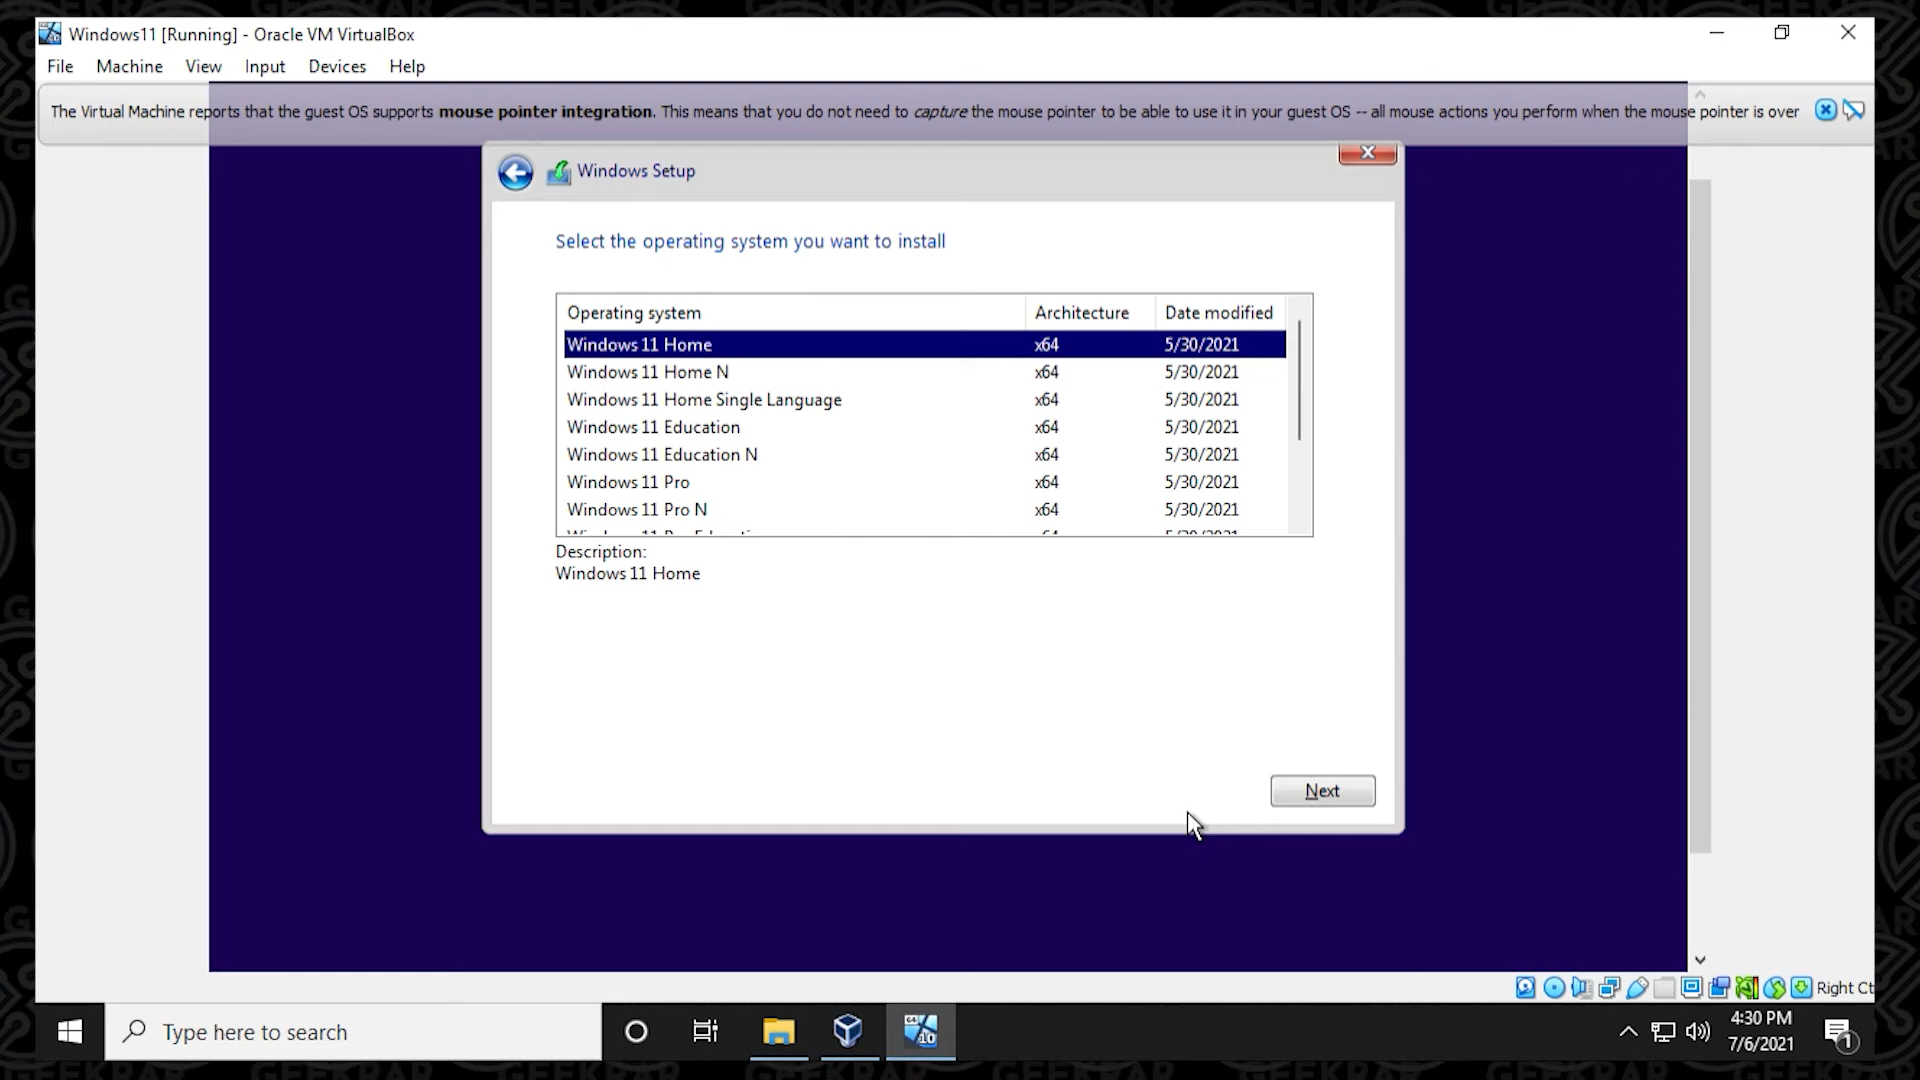 Windows11 [Running] - Oracle VM VirtualBox
File Machine View Input Devices Help
The Virtual Machine reports that the guest OS supports mouse pointer integration. This means that you do not need to capture the mouse pointer to be able to use it in your guest OS -- all mouse actions you perform when the mouse pointer is over
Windows Setup
Select the operating system you want to install
Operating system Architecture Date modified
Windows 11 Home x64 5/30/2021
Windows 11 Home N x64 5/30/2021
Windows 11 Home Single Language x64 5/30/2021
Windows 11 Education x64 5/30/2021
Windows 11 Education N x64 5/30/2021
Windows 11 Pro x64 5/30/2021
Windows 11 Pro N x64 5/30/2021
Description:
Windows 11 Home
Next
Right Ct
Type here to search
64
10
4:30 PM
7/6/2021
1